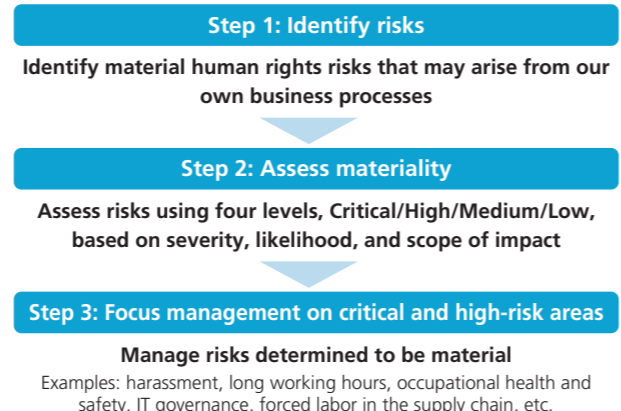 Step 1: Identify risks
Identify material human rights risks that may arise from our
own business processes
Step 2: Assess materiality
Assess risks using four levels, Critical/High/Medium/Low,
based on severity, likelihood, and scope of impact
Step 3: Focus management on critical and high-risk areas
Manage risks determined to be material
Examples: harassment, long working hours, occupational health and
safety, IT governance, forced labor in the supply chain, etc.